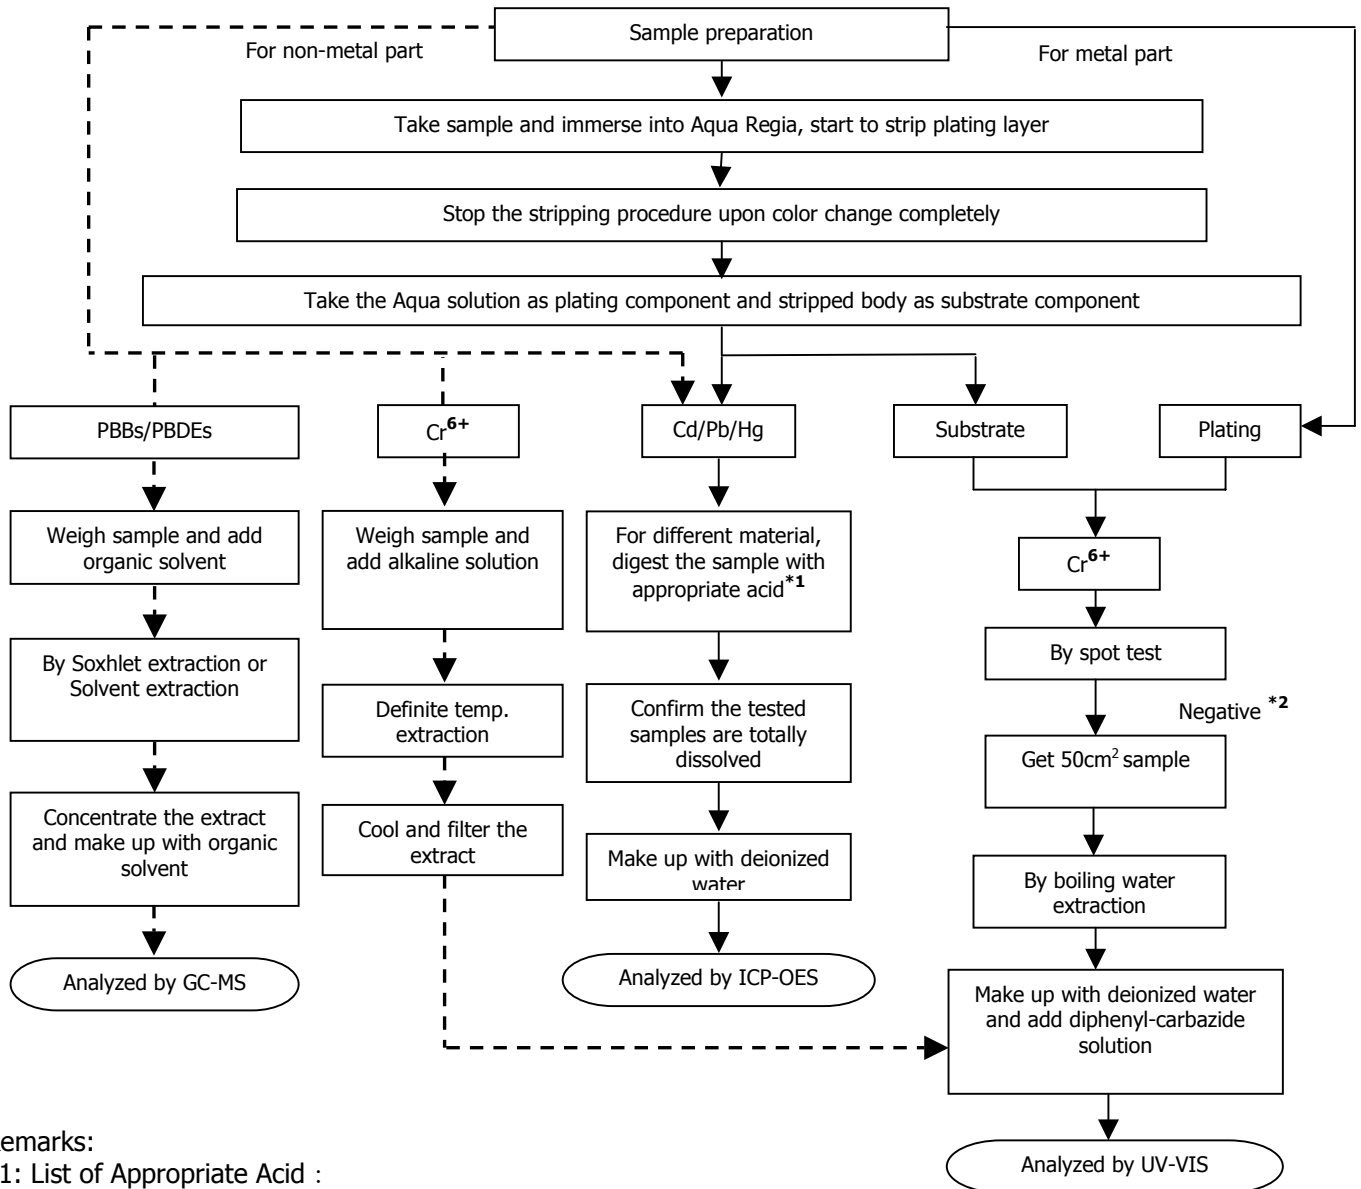 Sample preparation
For non-metal part
For metal part
Take sample and immerse into Aqua Regia, start to strip plating layer
Stop the stripping procedure upon color change completely
Take the Aqua solution as plating component and stripped body as substrate component
PBBs/PBDEs
Cr6+
Cd/Pb/Hg
Substrate
Plating
Weigh sample and add
organic solvent
Weigh sample and
add alkaline solution
For different material,
digest the sample with
appropriate acid*1
Cr6+
By Soxhlet extraction or
Solvent extraction
Definite temp.
extraction
Confirm the tested
samples are totally
dissolved
By spot test
Negative *2
Get 50cm2 sample
Concentrate the extract
and make up with organic
solvent
Cool and filter the
extract
Make up with deionized
water
By boiling water
extraction
Analyzed by GC-MS
Analyzed by ICP-OES
Make up with deionized water
and add diphenyl-carbazide
solution
Analyzed by UV-VIS
emarks:
1: List of Appropriate Acid :